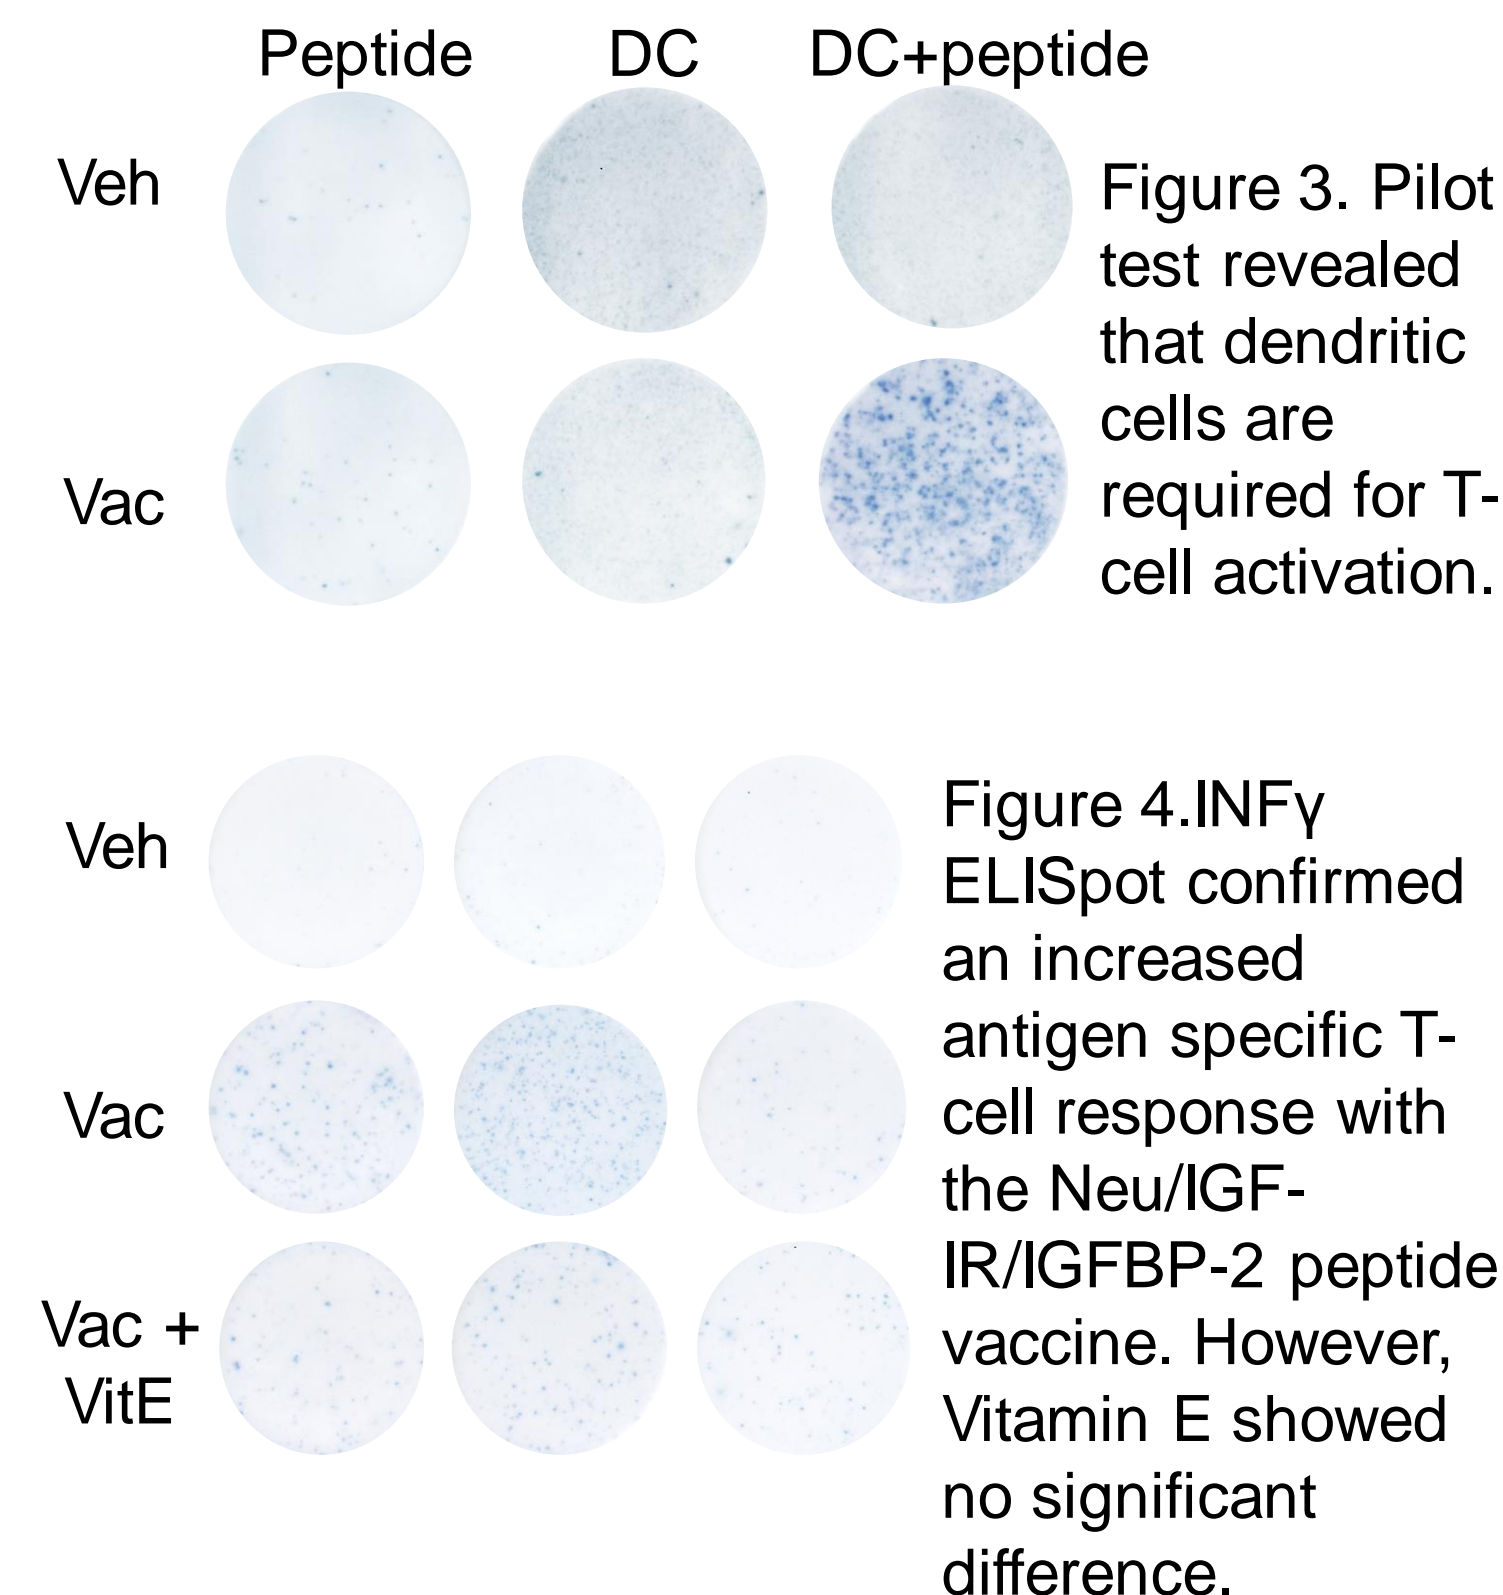 Peptide DC DC+peptide
Veh
Vac
Figure 3. Pilot
test revealed
that dendritic
cells are
required for T-
cell activation.
Veh
Vac
Vac +
VitE
Figure 4.INFγ
ELISpot confirmed
an increased
antigen specific T-
cell response with
the Neu/IGF-
IR/IGFBP-2 peptide
vaccine. However,
Vitamin E showed
no significant
difference.